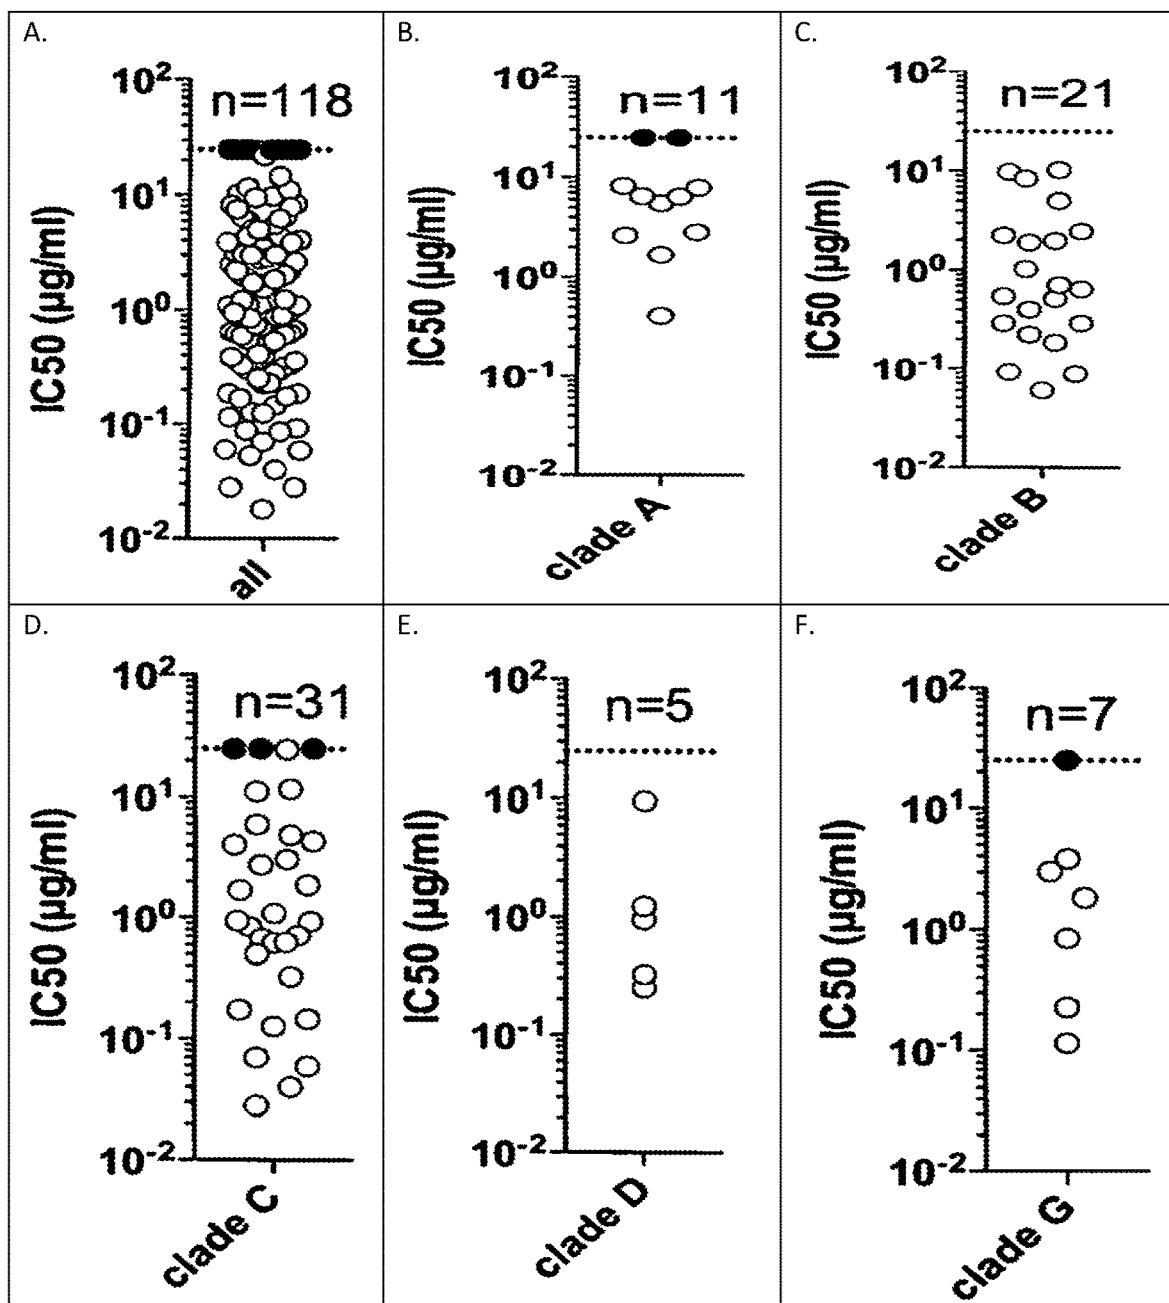 A.
10²
n=118
10¹
10⁰
10⁻¹
10⁻²
IC50 (µg/ml)
all
B.
10²
n=11
10¹
10⁰
10⁻¹
10⁻²
IC50 (µg/ml)
clade A
C.
10²
n=21
10¹
10⁰
10⁻¹
10⁻²
IC50 (µg/ml)
clade B
D.
10²
n=31
10¹
10⁰
10⁻¹
10⁻²
IC50 (µg/ml)
clade C
E.
10²
n=5
10¹
10⁰
10⁻¹
10⁻²
IC50 (µg/ml)
clade D
F.
10²
n=7
10¹
10⁰
10⁻¹
10⁻²
IC50 (µg/ml)
clade G